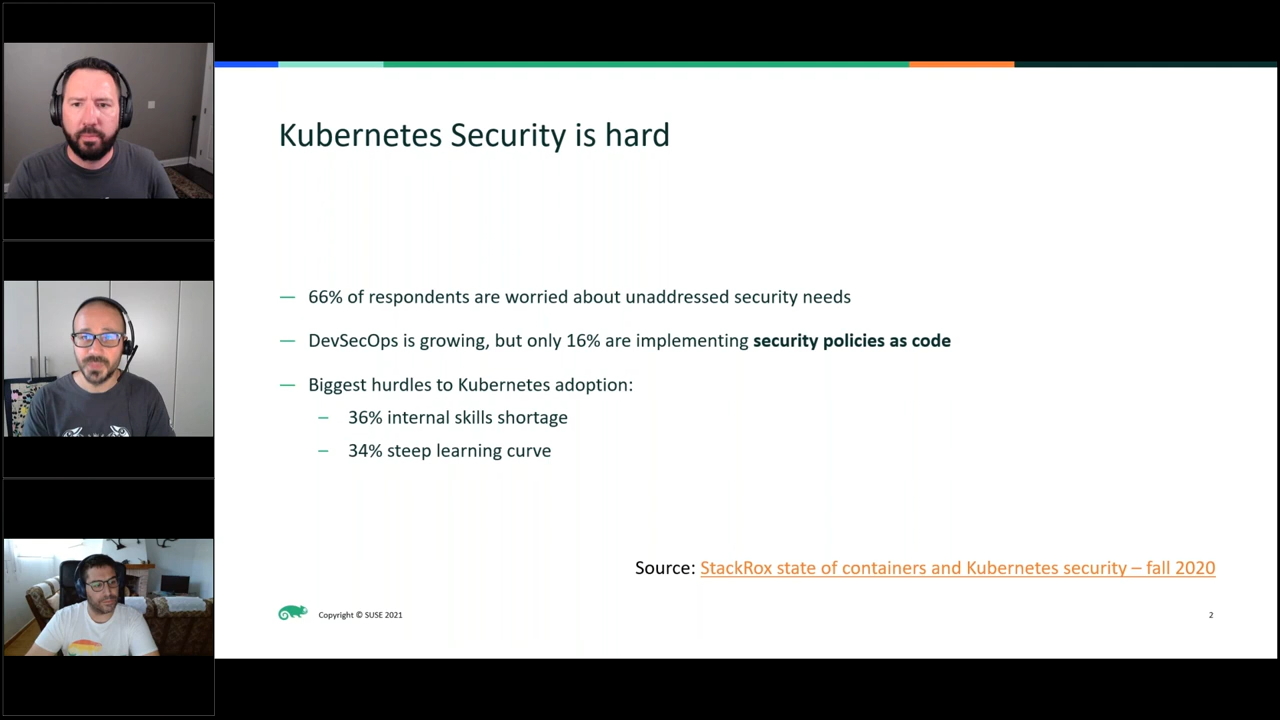 Kubernetes Security is hard
— 66% of respondents are worried about unaddressed security needs
— DevSecOps is growing, but only 16% are implementing security policies as code
— Biggest hurdles to Kubernetes adoption:
– 36% internal skills shortage
– 34% steep learning curve
Source: StackRox state of containers and Kubernetes security – fall 2020
Copyright © SUSE 2021
2